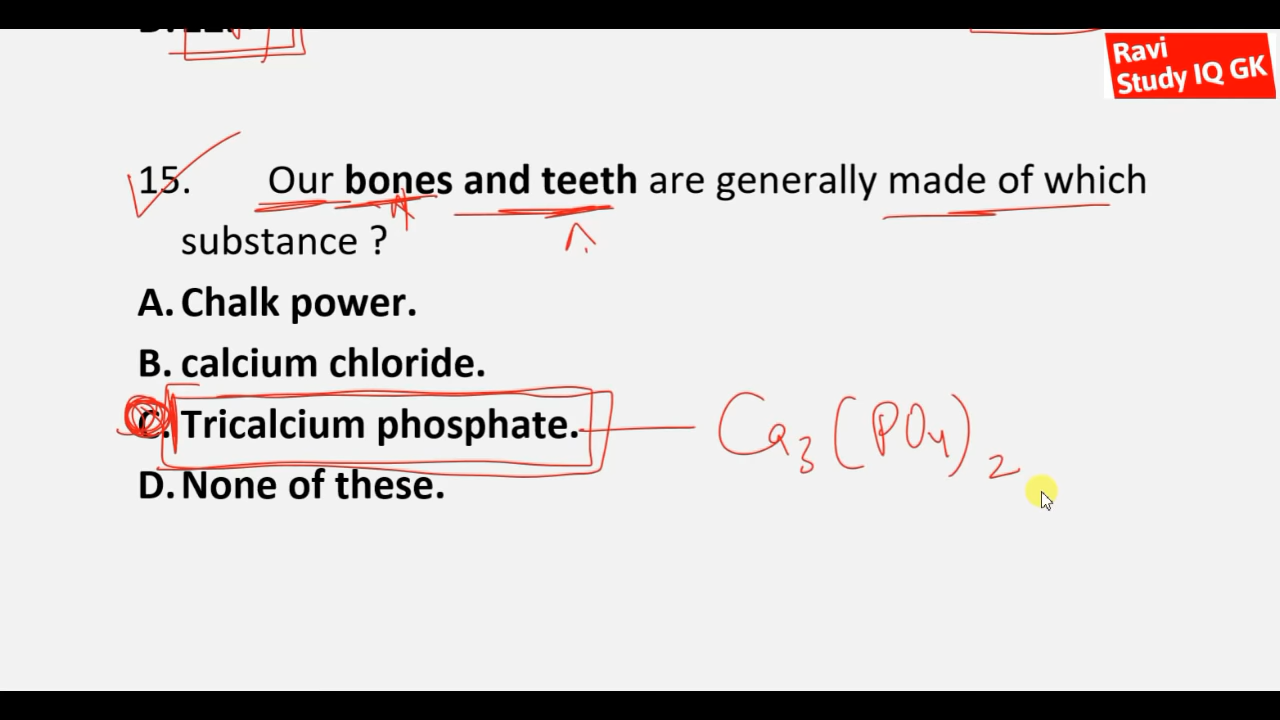 Ravi
Study IQ GK
15. Our bones and teeth are generally made of which
substance ?
A. Chalk power.
B. calcium chloride.
C. Tricalcium phosphate. Ca3(PO4)2
D. None of these.